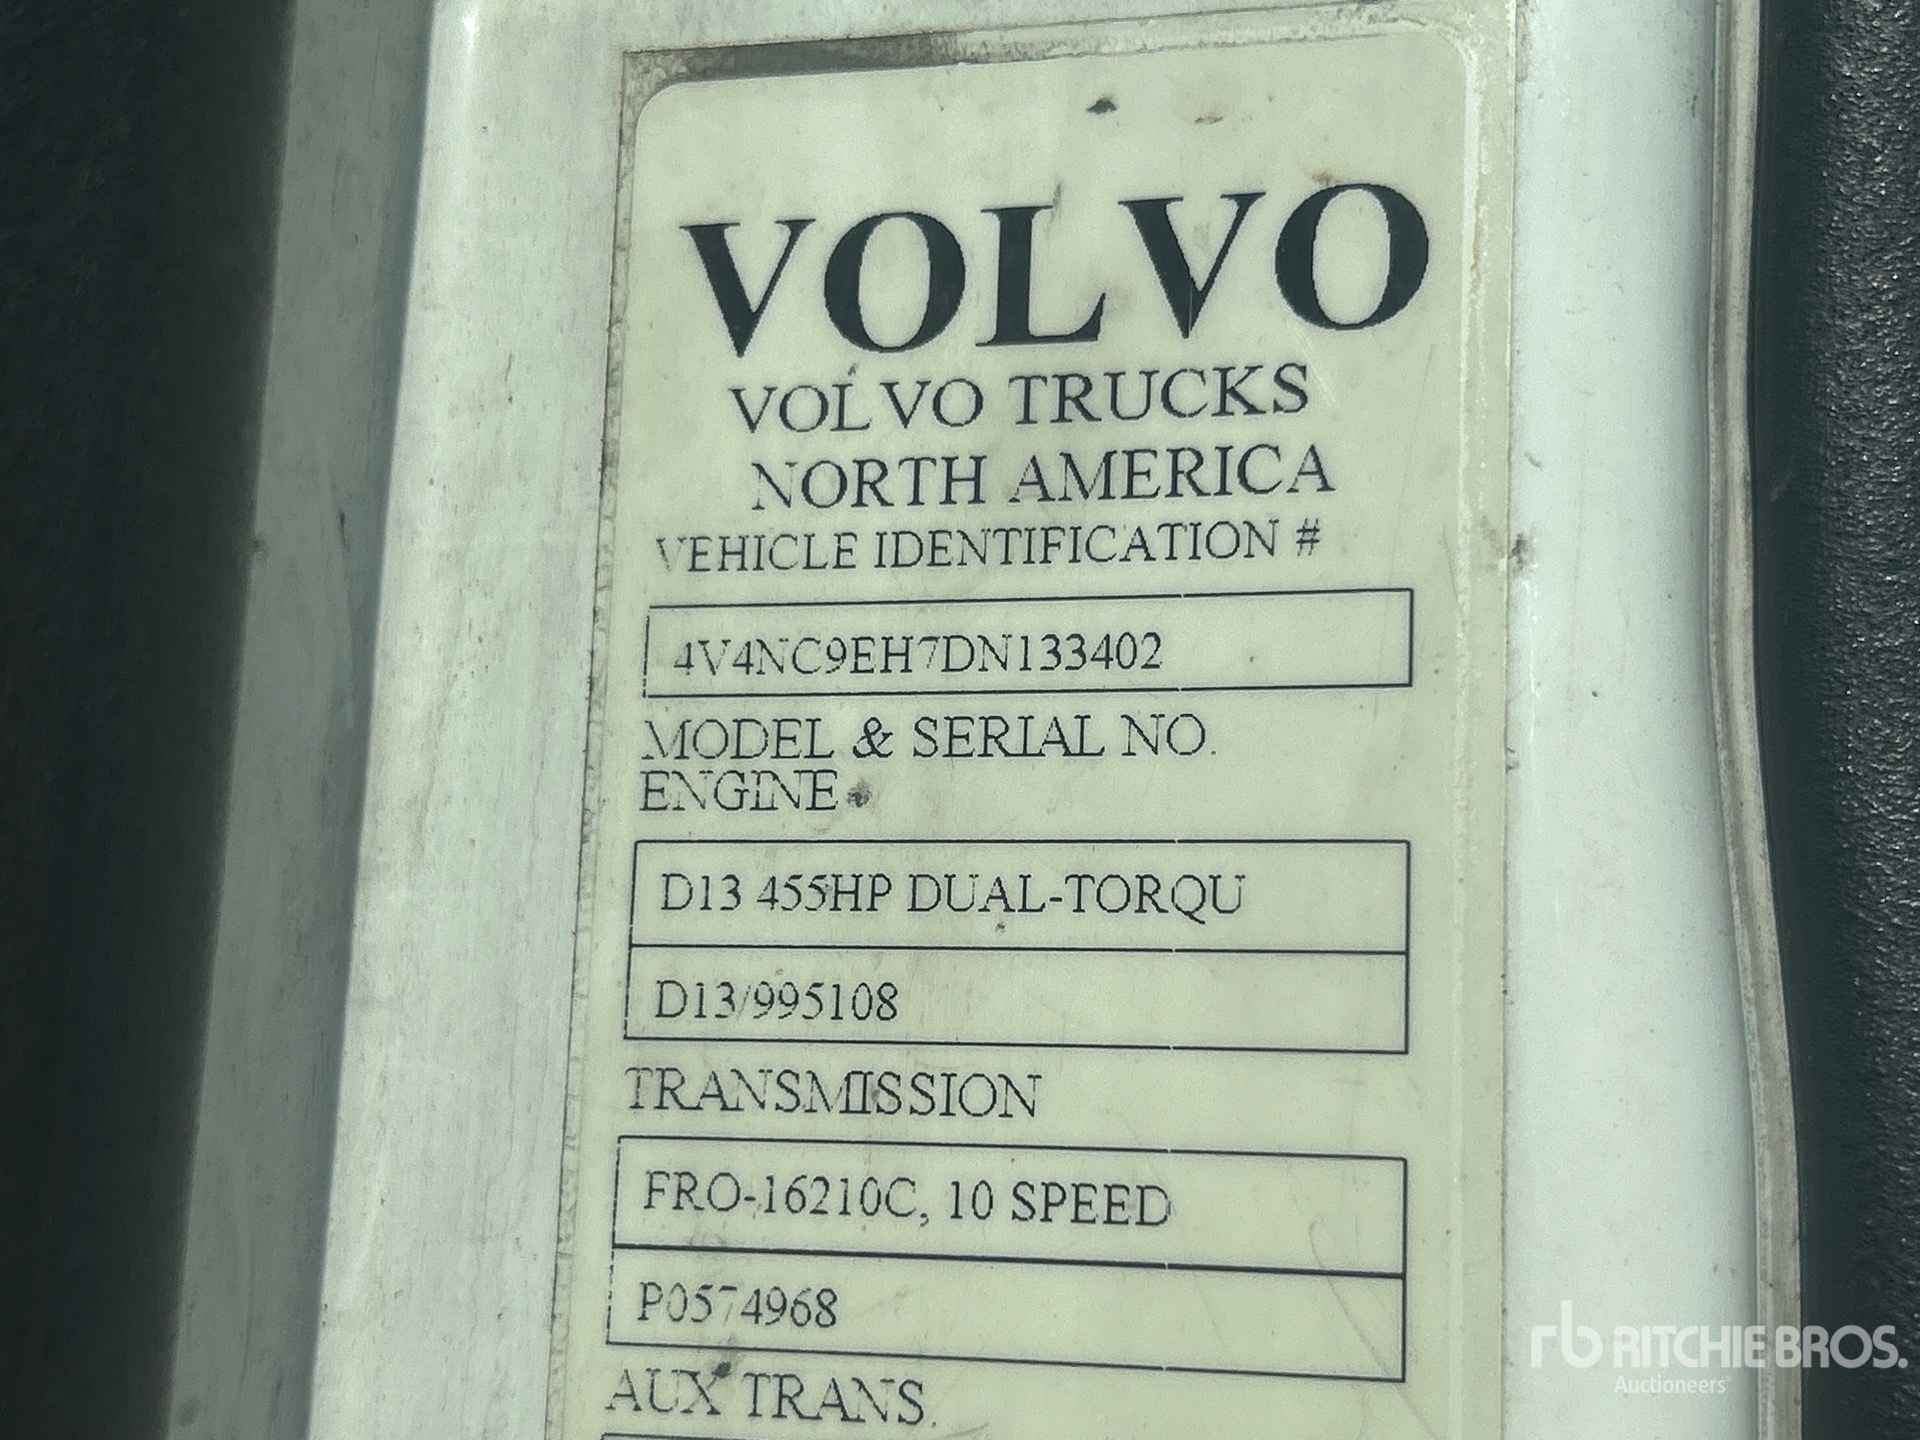 VOLVO
VOLVO TRUCKS
NORTH AMERICA
VEHICLE IDENTIFICATION #
4V4NC9EH7DN133402
MODEL & SERIAL NO.
ENGINE
D13 455HP DUAL-TORQU
D13/995108
TRANSMISSION
FRO-16210C, 10 SPEED
P0574968
AUX TRANS.
rb RITCHIE BROS.
Auctioneers